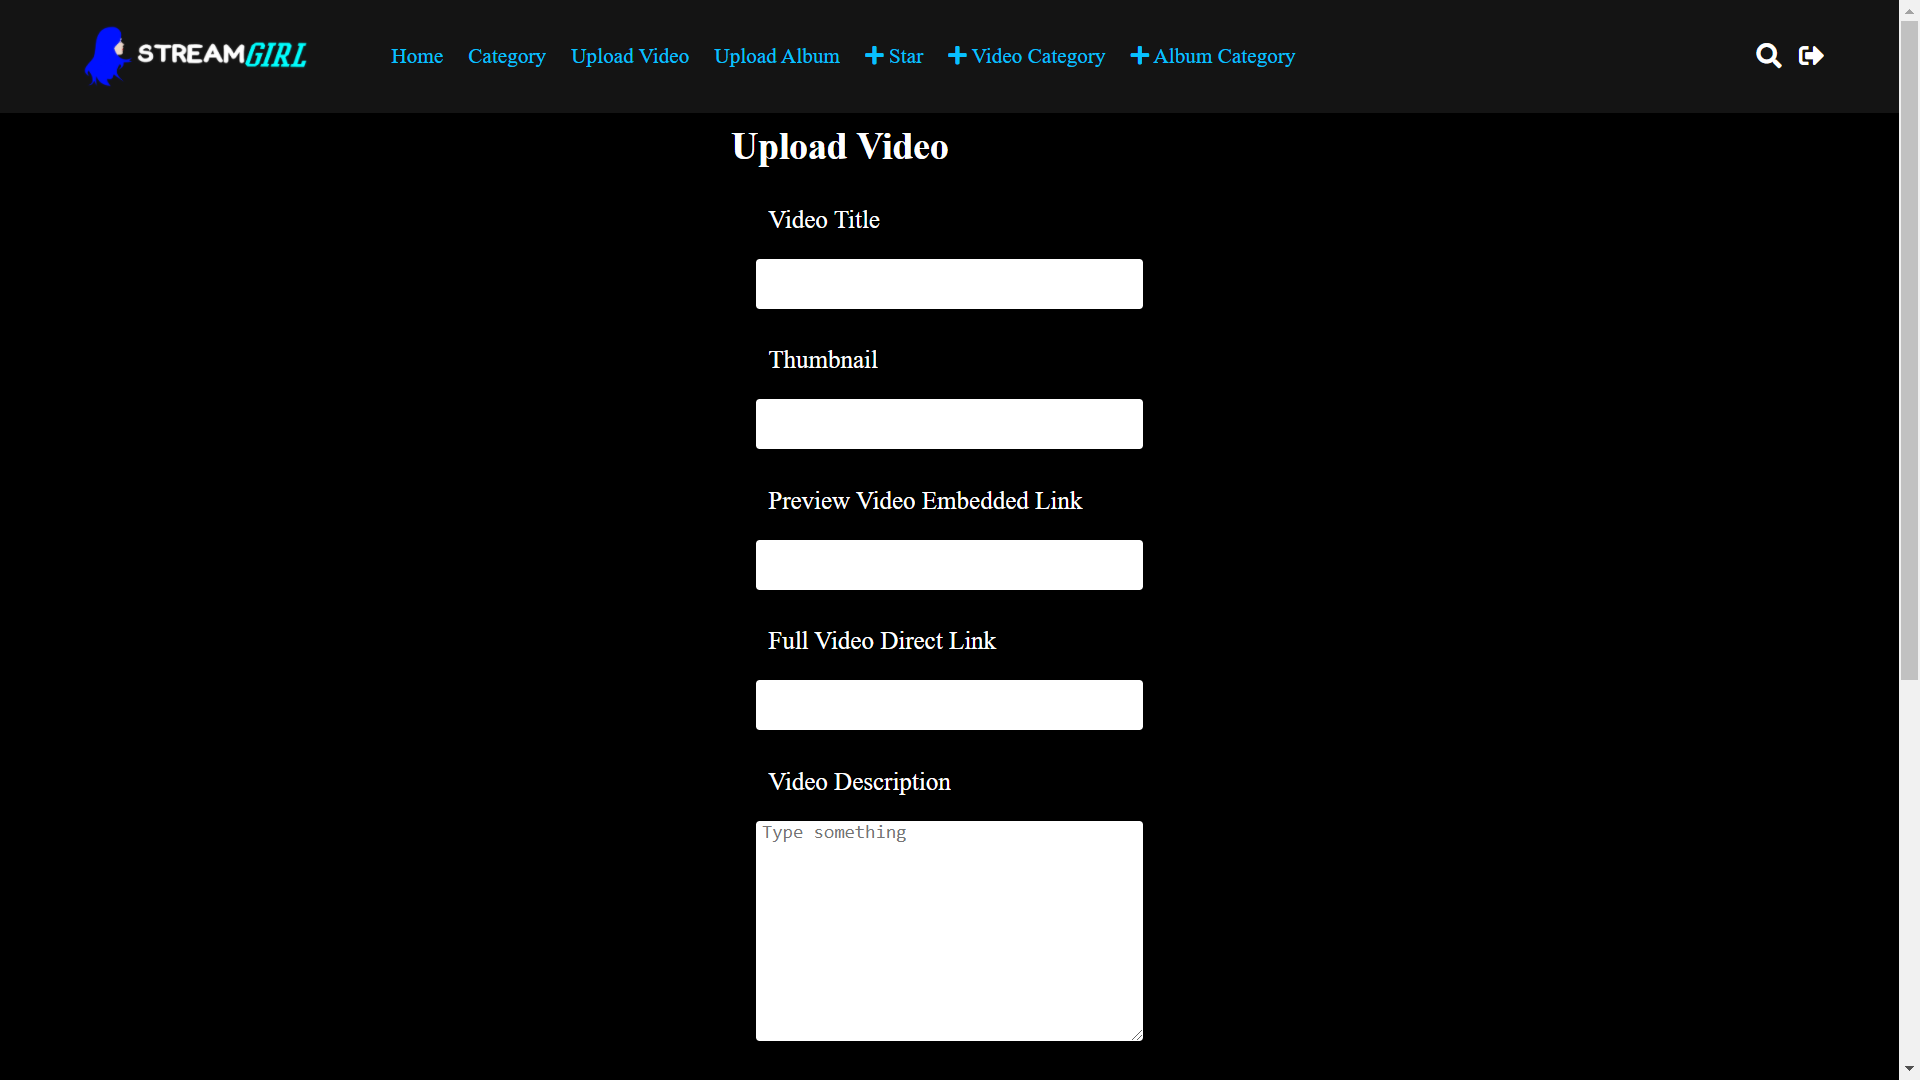 STREAMGIRL
Home Category Upload Video Upload Album Star Video Category Album Category
Upload Video
Video Title
Thumbnail
Preview Video Embedded Link
Full Video Direct Link
Video Description
Type something